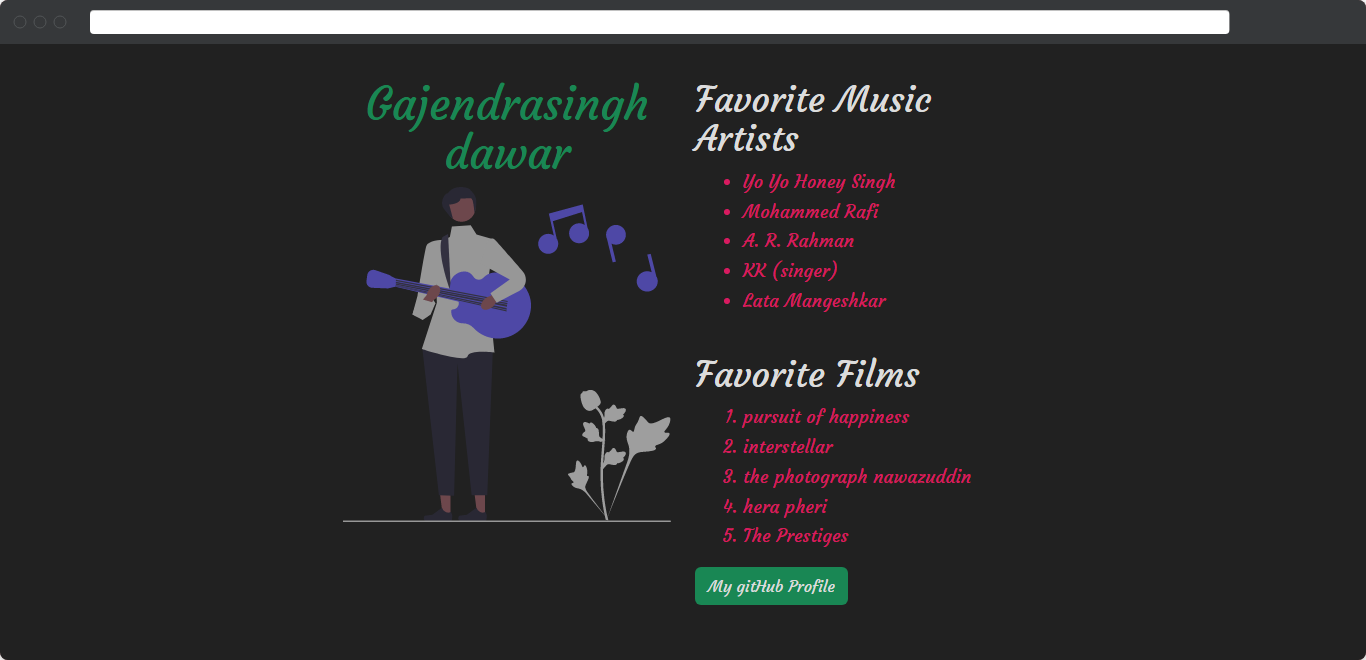 Gajendrasingh
dawar
Favorite Music
Artists
• Yo Yo Honey Singh
• Mohammed Rafi
• A. R. Rahman
• KK (singer)
• Lata Mangeshkar
Favorite Films
1. pursuit of happiness
2. interstellar
3. the photograph nawazuddin
4. hera pheri
5. The Prestiges
My gitHub Profile